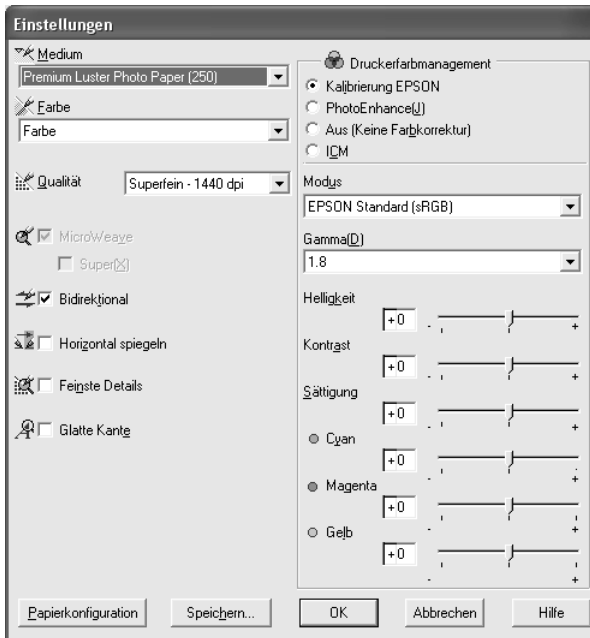 Einstellungen
Medium
Premium Luster Photo Paper (250)
Farbe
Farbe
Qualität
Superfein - 1440 dpi
MicroWeave
Super(X)
Bidirektional
Horizontal spiegeln
Feinste Details
Glatte Kante
Druckerfarbmanagement
Kalibrierung EPSON
PhotoEnhance(J)
Aus (Keine Farbkorrektur)
ICM
Modus
EPSON Standard (sRGB)
Gamma(D)
1.8
Helligkeit
+0
- +
Kontrast
+0
- +
Sättigung
+0
- +
Cyan
+0
- +
Magenta
+0
- +
Gelb
+0
- +
Papierkonfiguration
Speichern...
OK
Abbrechen
Hilfe